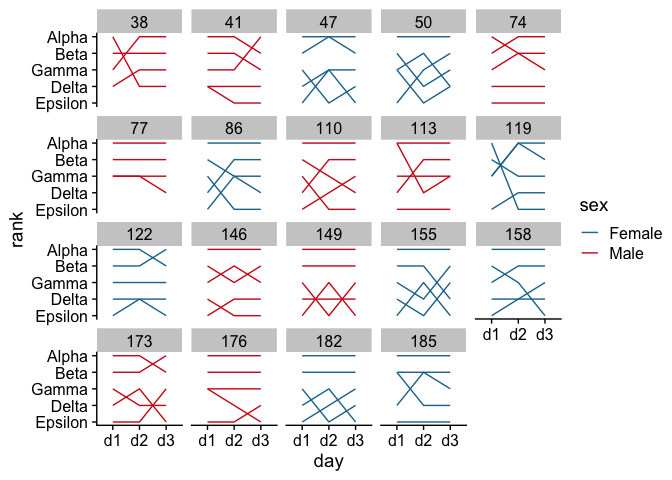 38 41 47 50 74
Alpha
Beta
Gamma
Delta
Epsilon
77 86 110 113 119
Alpha
Beta
Gamma
Delta
Epsilon
122 146 149 155 158
Alpha
Beta
Gamma
Delta
Epsilon
d1 d2 d3
173 176 182 185
Alpha
Beta
Gamma
Delta
Epsilon
d1 d2 d3 d1 d2 d3 d1 d2 d3 d1 d2 d3
day
rank
sex
Female
Male